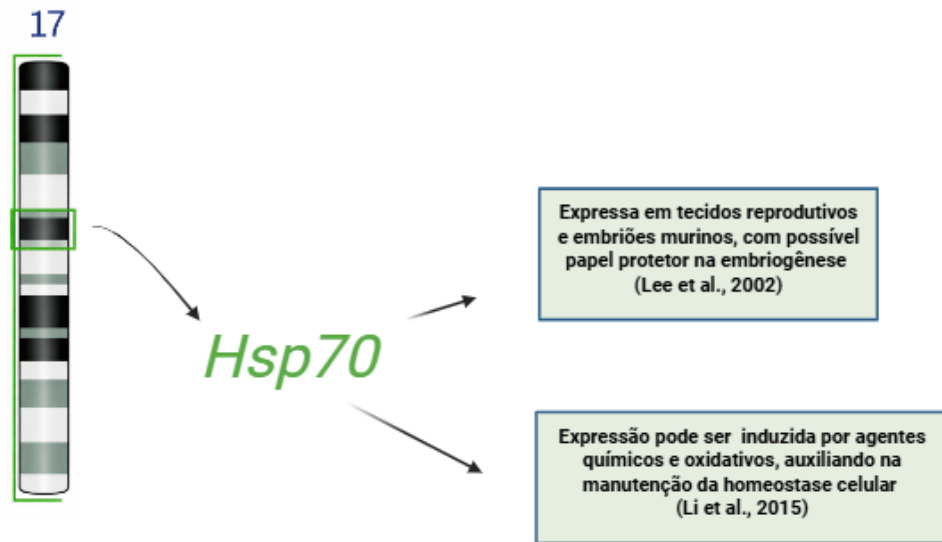 17
Hsp70
Expressa em tecidos reprodutivos
e embriões murinos, com possível
papel protetor na embriogênese
(Lee et al., 2002)
Expressão pode ser induzida por agentes
químicos e oxidativos, auxiliando na
manutenção da homeostase celular
(Li et al., 2015)